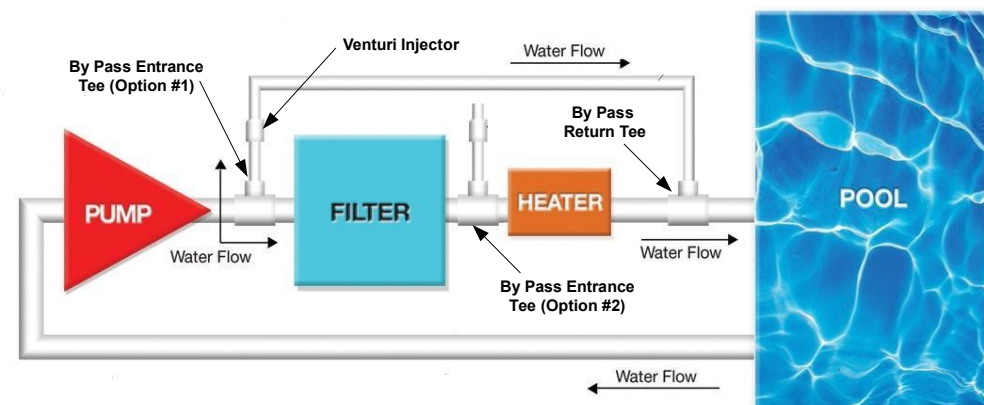 Venturi Injector
Water Flow
By Pass Entrance
Tee (Option #1)
By Pass
Return Tee
PUMP
FILTER
HEATER
POOL
Water Flow
Water Flow
By Pass Entrance
Tee (Option #2)
Water Flow